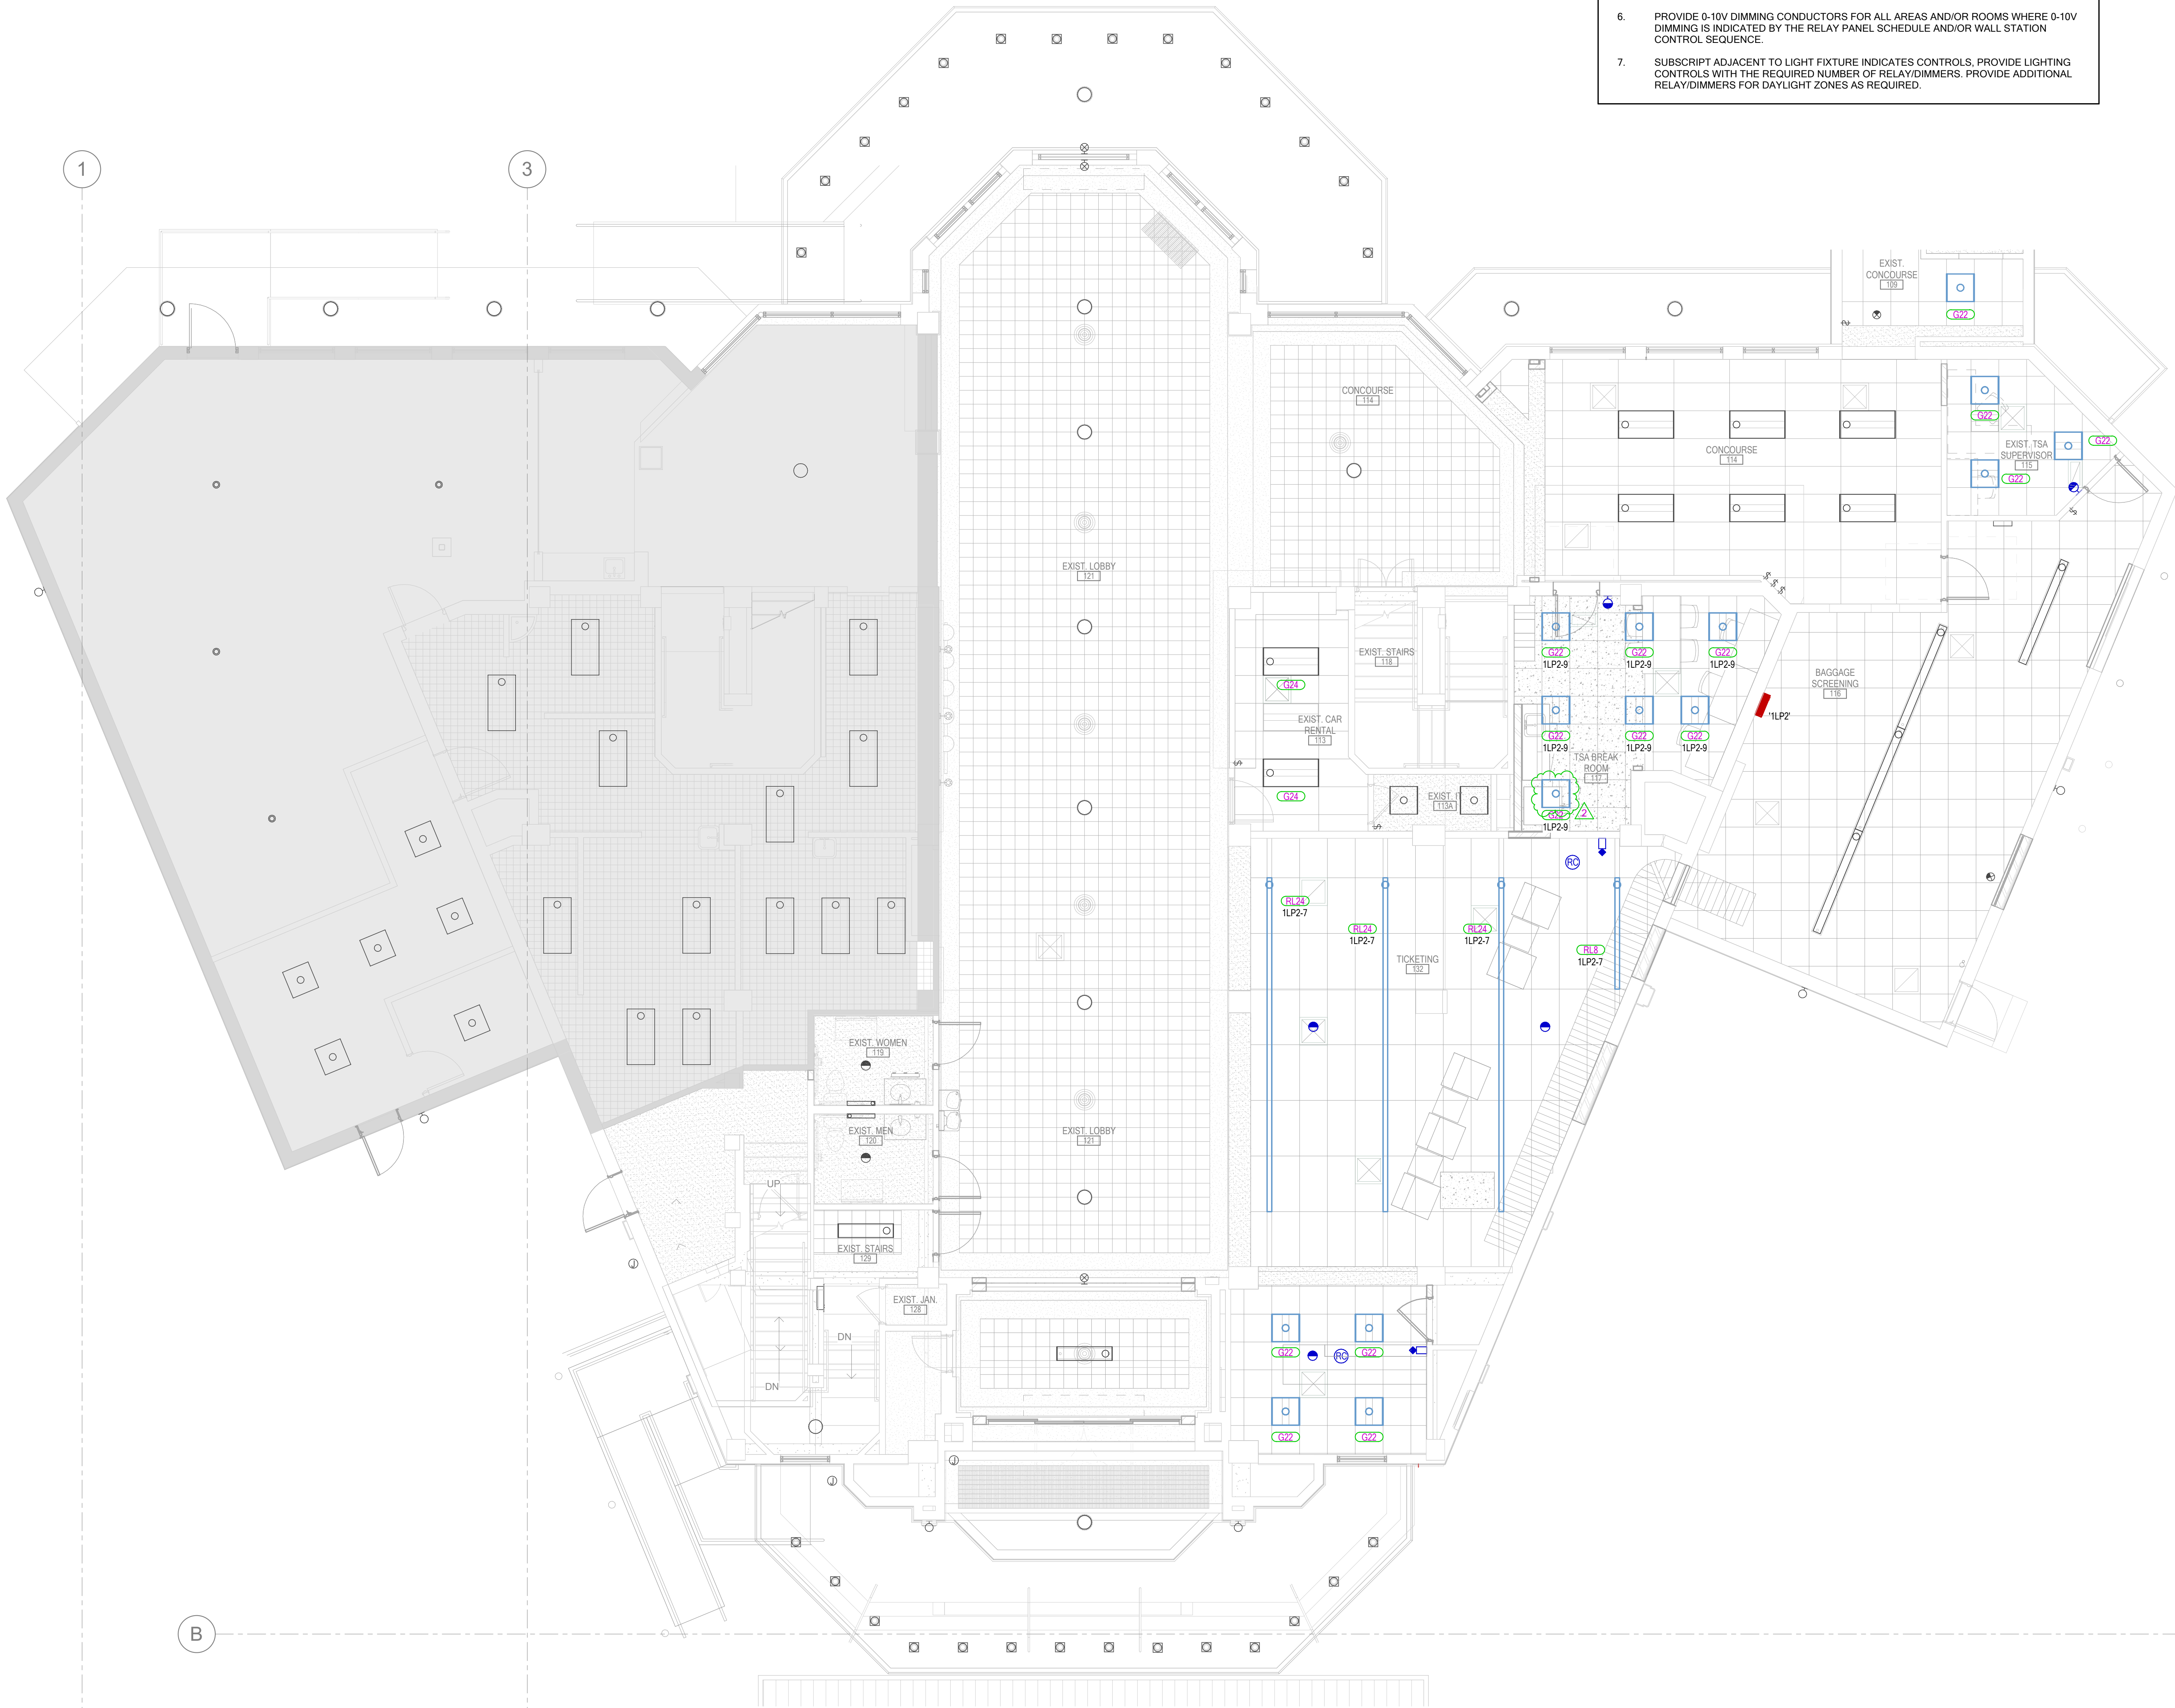 6. PROVIDE 0-10V DIMMING CONDUCTORS FOR ALL AREAS AND/OR ROOMS WHERE 0-10V
DIMMING IS INDICATED BY THE RELAY PANEL SCHEDULE AND/OR WALL STATION
CONTROL SEQUENCE.
7. SUBSCRIPT ADJACENT TO LIGHT FIXTURE INDICATES CONTROLS, PROVIDE LIGHTING
CONTROLS WITH THE REQUIRED NUMBER OF RELAY/DIMMERS. PROVIDE ADDITIONAL
RELAY/DIMMERS FOR DAYLIGHT ZONES AS REQUIRED.
1
3
EXIST.
CONCOURSE
109
G22
CONCOURSE
114
CONCOURSE
114
G22
G22
EXIST. TSA
SUPERVISOR
115
G22
EXIST. LOBBY
121
EXIST. STAIRS
118
G22
1LP2-9
G22
1LP2-9
G22
1LP2-9
BAGGAGE
SCREENING
116
G24
'1LP2'
EXIST. CAR
RENTAL
113
G22
1LP2-9
G22
1LP2-9
G22
1LP2-9
TSA BREAK
ROOM
117
G24
EXIST. IT
113A
G22
1LP2-9
2
RC
RL24
1LP2-7
RL24
1LP2-7
RL24
1LP2-7
RL8
1LP2-7
TICKETING
132
EXIST. WOMEN
119
EXIST. MEN
120
EXIST. LOBBY
121
UP
EXIST. STAIRS
129
J
EXIST. JAN.
128
DN
DN
G22
RC
G22
G22
G22
J
J
B